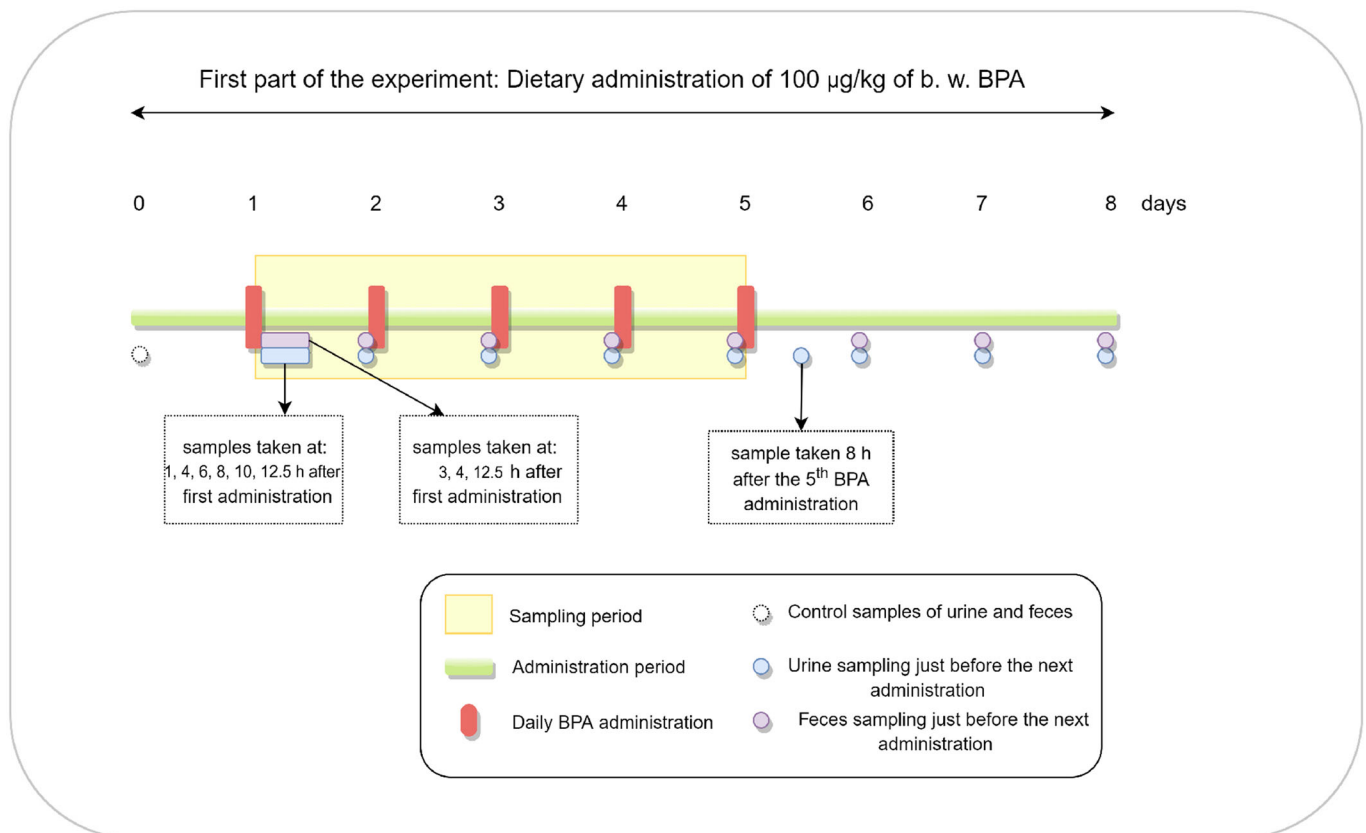 First part of the experiment: Dietary administration of 100 µg/kg of b. w. BPA
0 1 2 3 4 5 6 7 8 days
samples taken at:
1, 4, 6, 8, 10, 12.5 h after
first administration
samples taken at:
3, 4, 12.5 h after
first administration
sample taken 8 h
after the 5th BPA
administration
Sampling period
Administration period
Daily BPA administration
Control samples of urine and feces
Urine sampling just before the next
administration
Feces sampling just before the next
administration